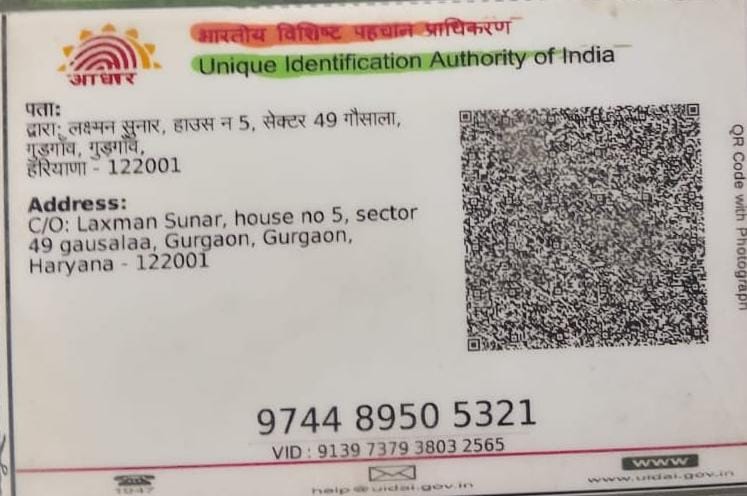 भारतीय विशिष्ट पहचान प्राधिकरण
Unique Identification Authority of India
आधार
पता:
द्वारा: लक्ष्मन सुनार, हाउस न 5, सेक्टर 49 गौसाला,
गुडगाँव, गुड़गाँव,
हरियाणा - 122001
Address:
C/O: Laxman Sunar, house no 5, sector
49 gausalaa, Gurgaon, Gurgaon,
Haryana - 122001
QR Code with Photograph
9744 8950 5321
VID : 9139 7379 3803 2565
1947
help@uidai.gov.in
www
www.uidai.gov.in